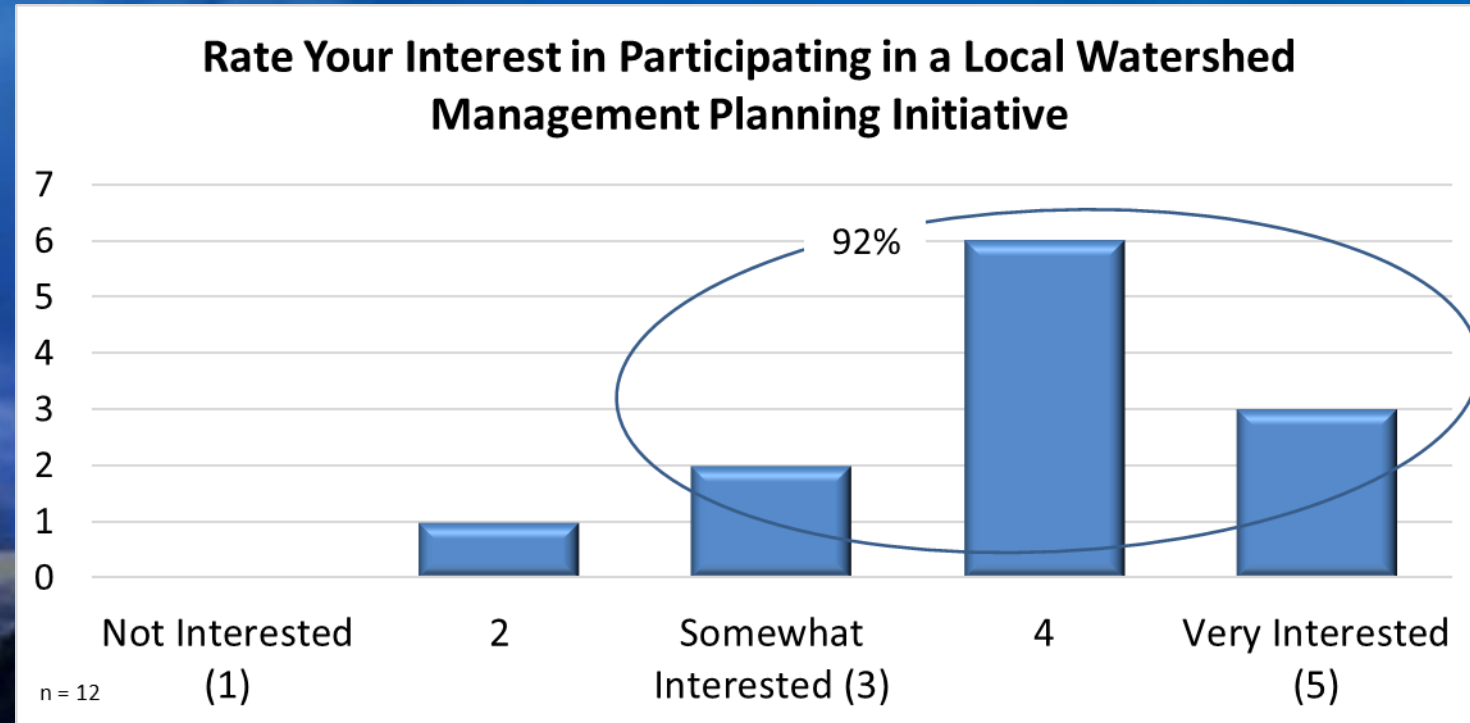 Rate Your Interest in Participating in a Local Watershed
Management Planning Initiative
7
6
5
4
3
2
1
0
92%
Not Interested
(1)
2
Somewhat
Interested (3)
4
Very Interested
(5)
n = 12